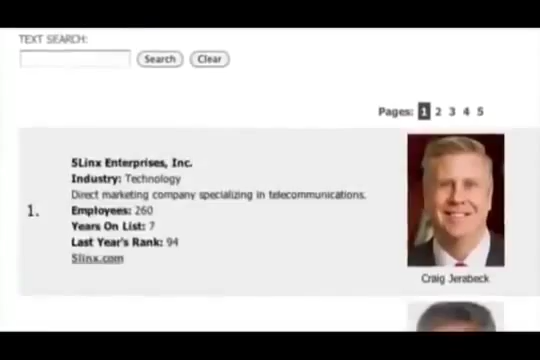 TEXT SEARCH:
Search Clear
Pages: 1 2 3 4 5
1.
5Linx Enterprises, Inc.
Industry: Technology
Direct marketing company specializing in telecommunications.
Employees: 260
Years On List: 7
Last Year's Rank: 94
5linx.com
Craig Jerabeck